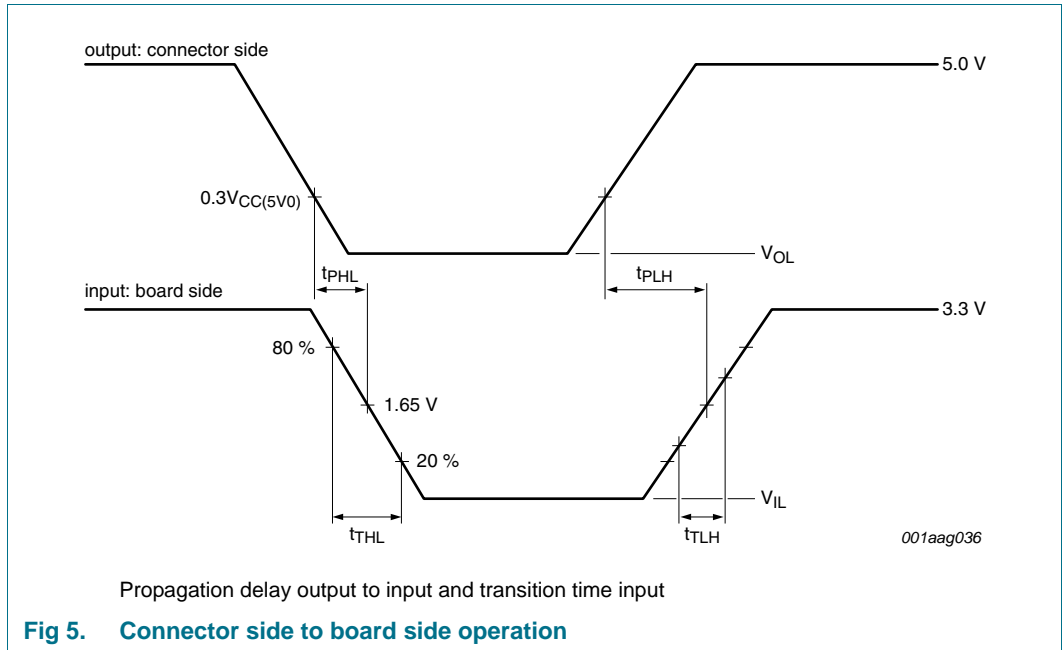 output: connector side
5.0 V
0.3VCC(5V0)
VOL
tPHL
tPLH
input: board side
3.3 V
80 %
1.65 V
20 %
VIL
tTHL
tTLH
001aag036
Propagation delay output to input and transition time input
Fig 5. Connector side to board side operation